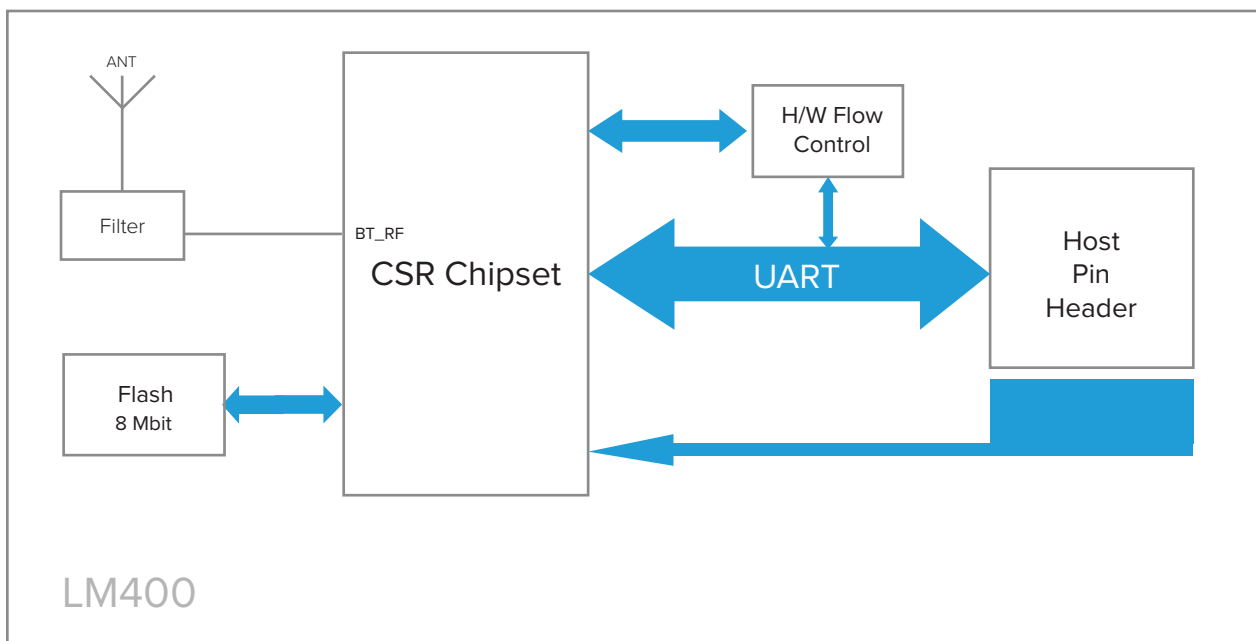 ANT
H/W Flow
Control
Filter
BT_RF
CSR Chipset
UART
Host
Pin
Header
Flash
8 Mbit
LM400